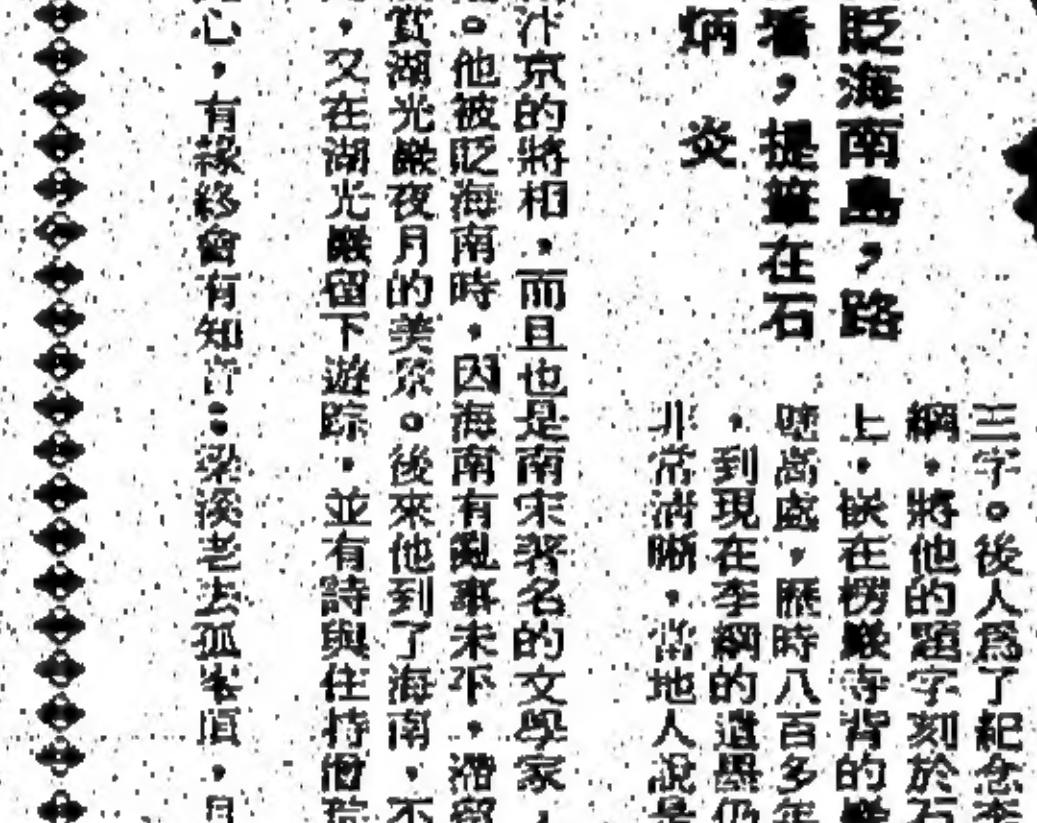 貶海南島，路
，提筆在石
炳炎
三字。後人爲了紀念李
綱，將他的題字刻於石
上，嵌在楞嚴寺背的巖
壁高處，歷時八百多年
，到現在李綱的遺墨仍
非常清晰，當地人說是
汴京的將相，而且也是南宋著名的文學家，
。他被貶海南時，因海南有亂事未平，滯留
賞湖光巖夜月的美景。後來他到了海南，不
，又在湖光巖留下遊踪，並有詩與住持僧琮
心，有緣終會有知音：梁溪老去孤峯頂，月